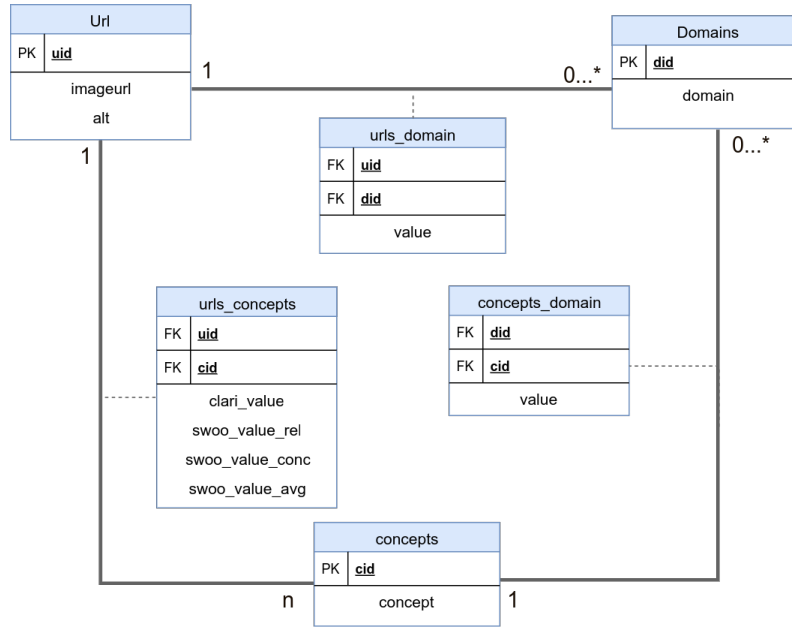 Url
PK uid
imageurl
alt
1
0...*
Domains
PK did
domain
0...*
1
urls_domain
FK uid
FK did
value
urls_concepts
FK uid
FK cid
clari_value
swoo_value_rel
swoo_value_conc
swoo_value_avg
concepts_domain
FK did
FK cid
value
concepts
PK cid
concept
n
1